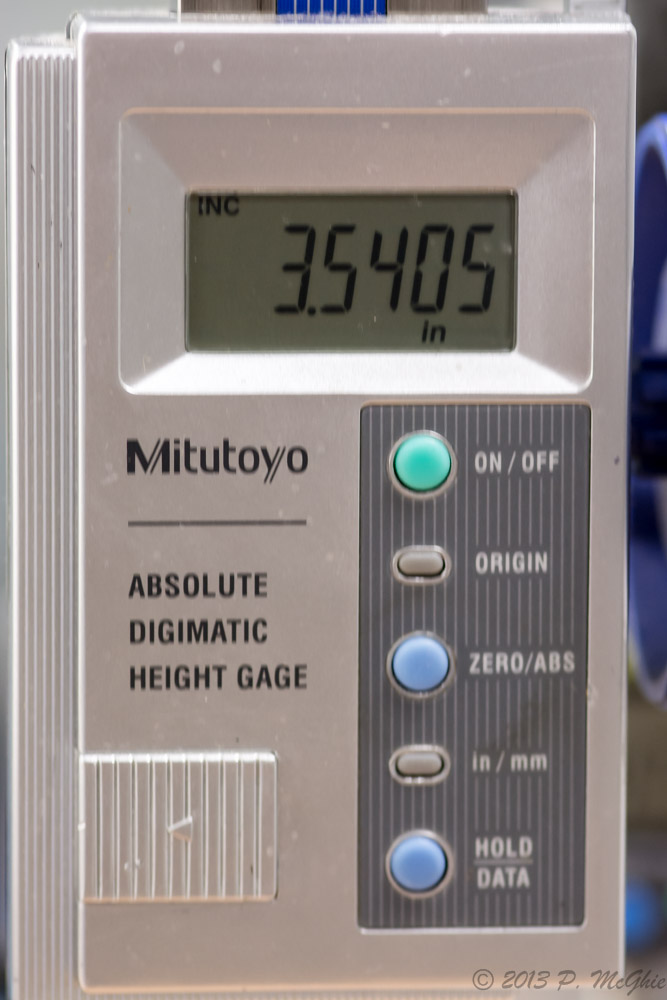 INC
3.5405
in
Mitutoyo
ABSOLUTE
DIGIMATIC
HEIGHT GAGE
ON / OFF
ORIGIN
ZERO/ABS
in / mm
HOLD
DATA
© 2013 P. McGhie